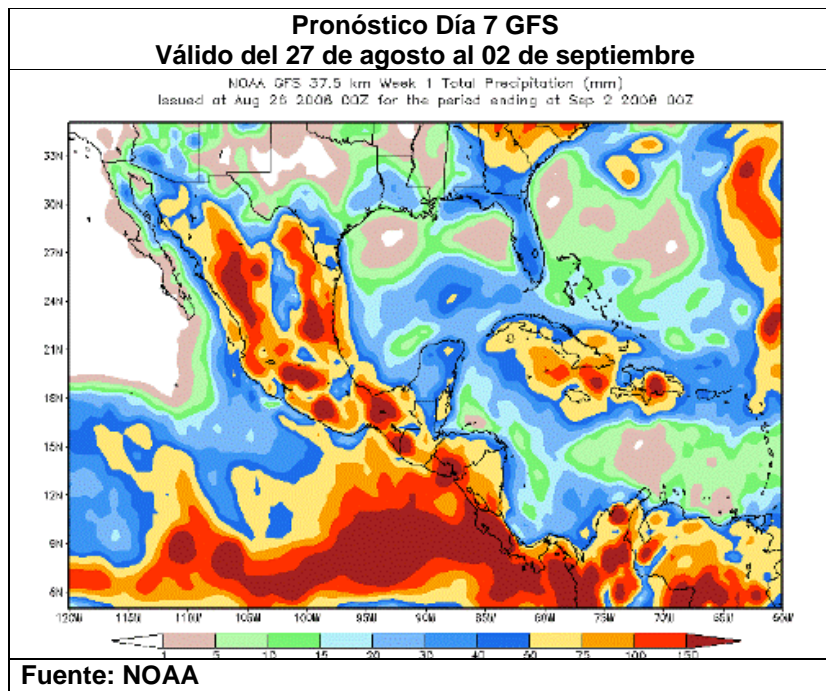 Pronóstico Día 7 GFS
Válido del 27 de agosto al 02 de septiembre
NOAA GFS 37.5 km Week 1 Total Precipitation (mm)
Issued at Aug 26 2008 00Z for the period ending at Sep 2 2008 00Z
33N
30N
27N
24N
21N
18N
15N
12N
9N
6N
120W 115W 110W 105W 100W 95W 90W 85W 80W 75W 70W 65W 60W
1 5 10 15 20 30 40 50 75 100 150
Fuente: NOAA